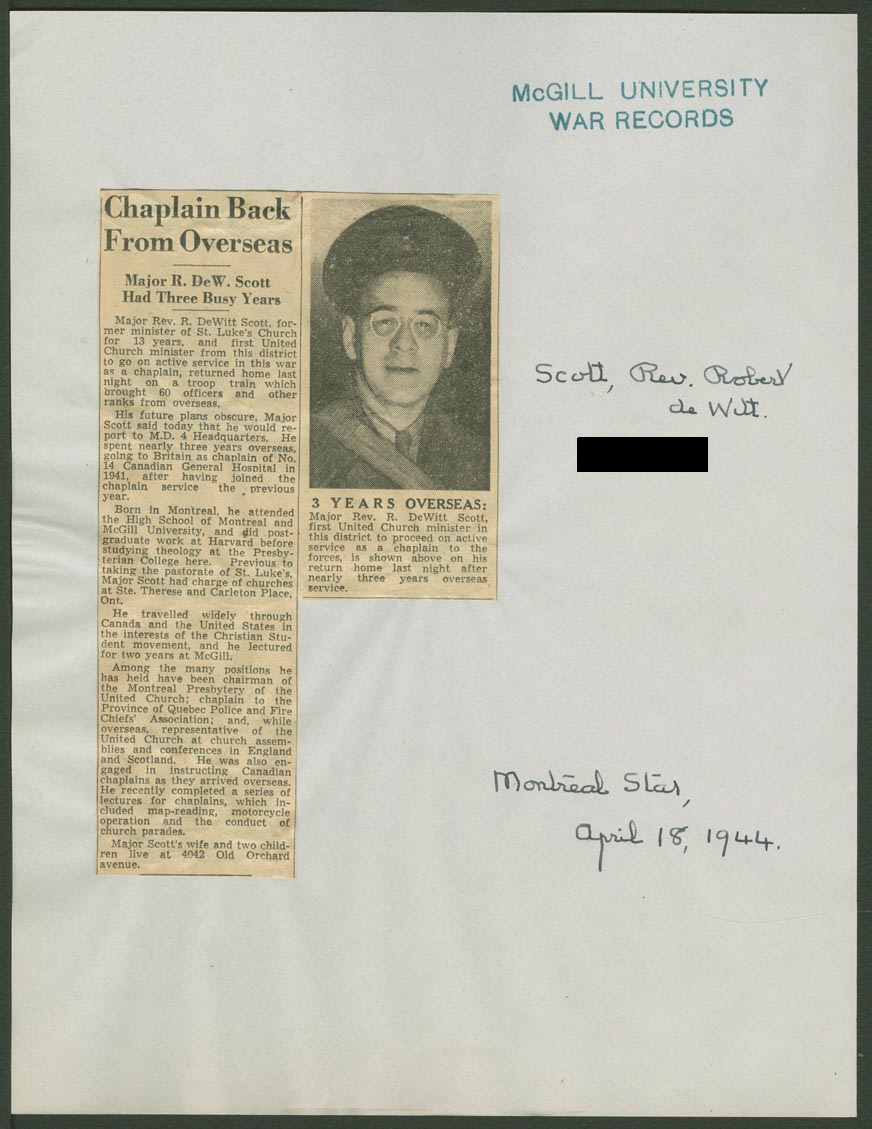 McGILL UNIVERSITY
WAR RECORDS
Chaplain Back
From Overseas
Major R. DeW. Scott
Had Three Busy Years
Major Rev. R. DeWitt Scott, for-
mer minister of St. Luke's Church
for 13 years, and first United
Church minister from this district
to go on active service in this war
as a chaplain, returned home last
night on a troop train which
brought 60 officers and other
ranks from overseas.
His future plans obscure, Major
Scott said today that he would re-
port to M.D. 4 Headquarters. He
spent nearly three years overseas,
going to Britain as chaplain of No.
14 Canadian General Hospital in
1941, after having joined the
chaplain service the previous
year.
Born in Montreal, he attended
the High School of Montreal and
McGill University, and did post-
graduate work at Harvard before
studying theology at the Presby-
terian College here. Previous to
taking the pastorate of St. Luke's,
Major Scott had charge of churches
at Ste. Therese and Carleton Place,
Ont.
He travelled widely through
Canada and the United States in
the interests of the Christian Stu-
dent movement, and he lectured
for two years at McGill.
Among the many positions he
has held have been chairman of
the Montreal Presbytery of the
United Church; chaplain to the
Province of Quebec Police and Fire
Chiefs' Association; and, while
overseas, representative of the
United Church at church assem-
blies and conferences in England
and Scotland. He was also en-
gaged in instructing Canadian
chaplains as they arrived overseas.
He recently completed a series of
lectures for chaplains, which in-
cluded map-reading, motorcycle
operation and the conduct of
church parades.
Major Scott's wife and two child-
ren live at 4042 Old Orchard
avenue.
3 YEARS OVERSEAS:
Major Rev. R. DeWitt Scott,
first United Church minister in
this district to proceed on active
service as a chaplain to the
forces, is shown above on his
return home last night after
nearly three years overseas
service.
Scott, Rev. Robert
de Witt.
Montreal Star,
April 18, 1944.